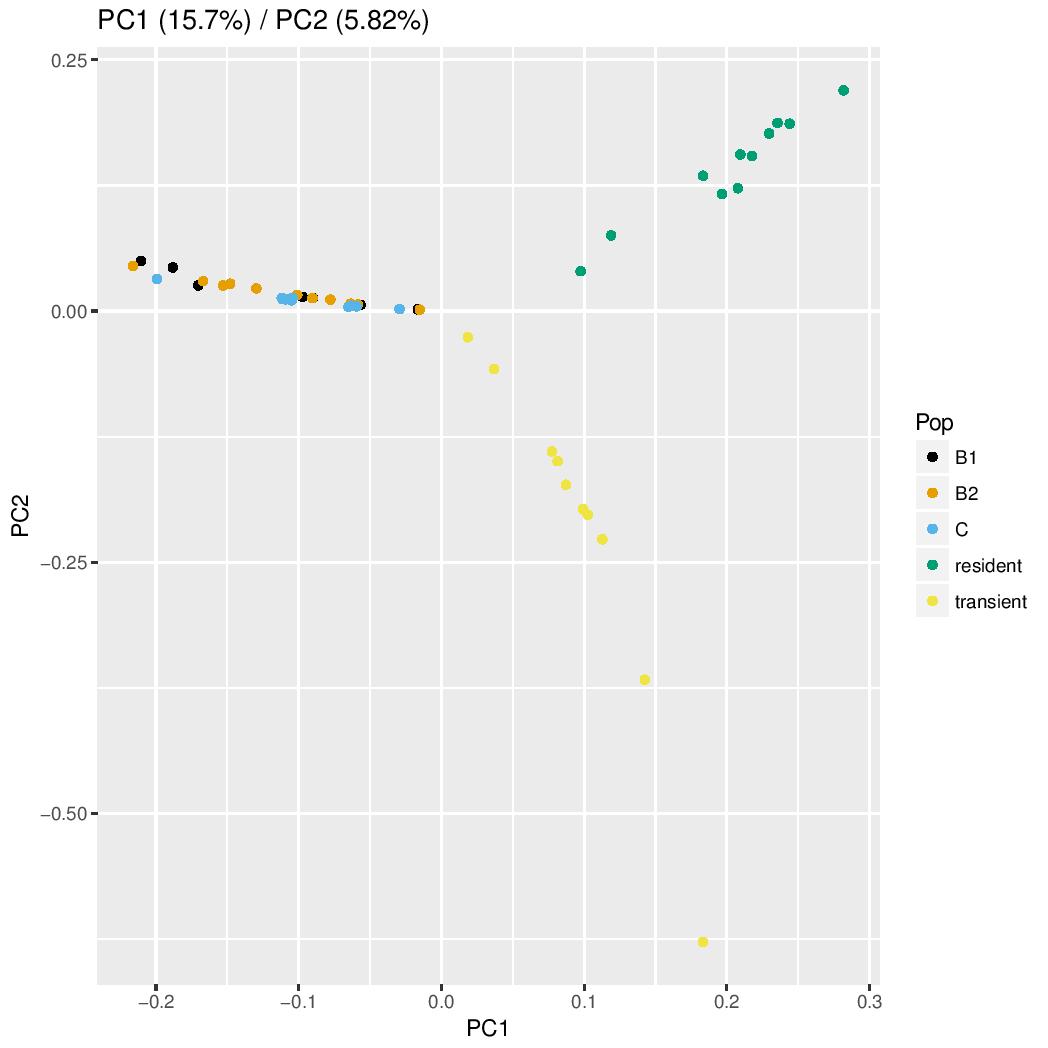 PC1 (15.7%) / PC2 (5.82%)
0.25
0.00
−0.25
−0.50
PC2
−0.2
−0.1
0.0
0.1
0.2
0.3
PC1
Pop
B1
B2
C
resident
transient